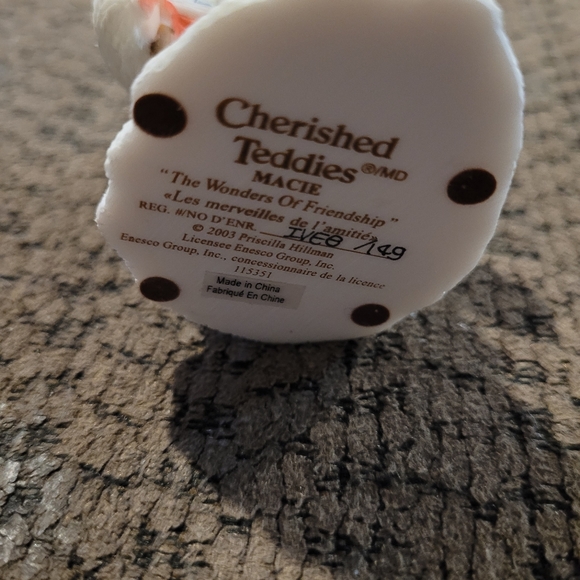 Cherished
Teddies ®/MD
MACIE
“The Wonders Of Friendship”
«Les merveilles de l'amitié»
REG. #/NO D'ENR. 149
© 2003 Priscilla Hillman
Licensee Enesco Group, Inc.
Enesco Group, Inc., concessionnaire de la licence
115351
Made in China
Fabriqué En Chine